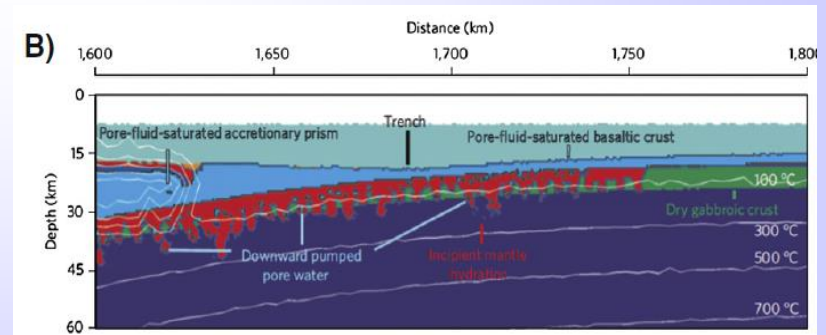 B)
Distance (km)
1,600 1,650 1,700 1,750 1,800
0
Trench
Pore-fluid-saturated accretionary prism
Pore-fluid-saturated basaltic crust
15
100 °C
Dry gabbroic crust
30
300 °C
Downward pumped
pore water
Incipient mantle
hydration
500 °C
45
700 °C
60
Depth (km)